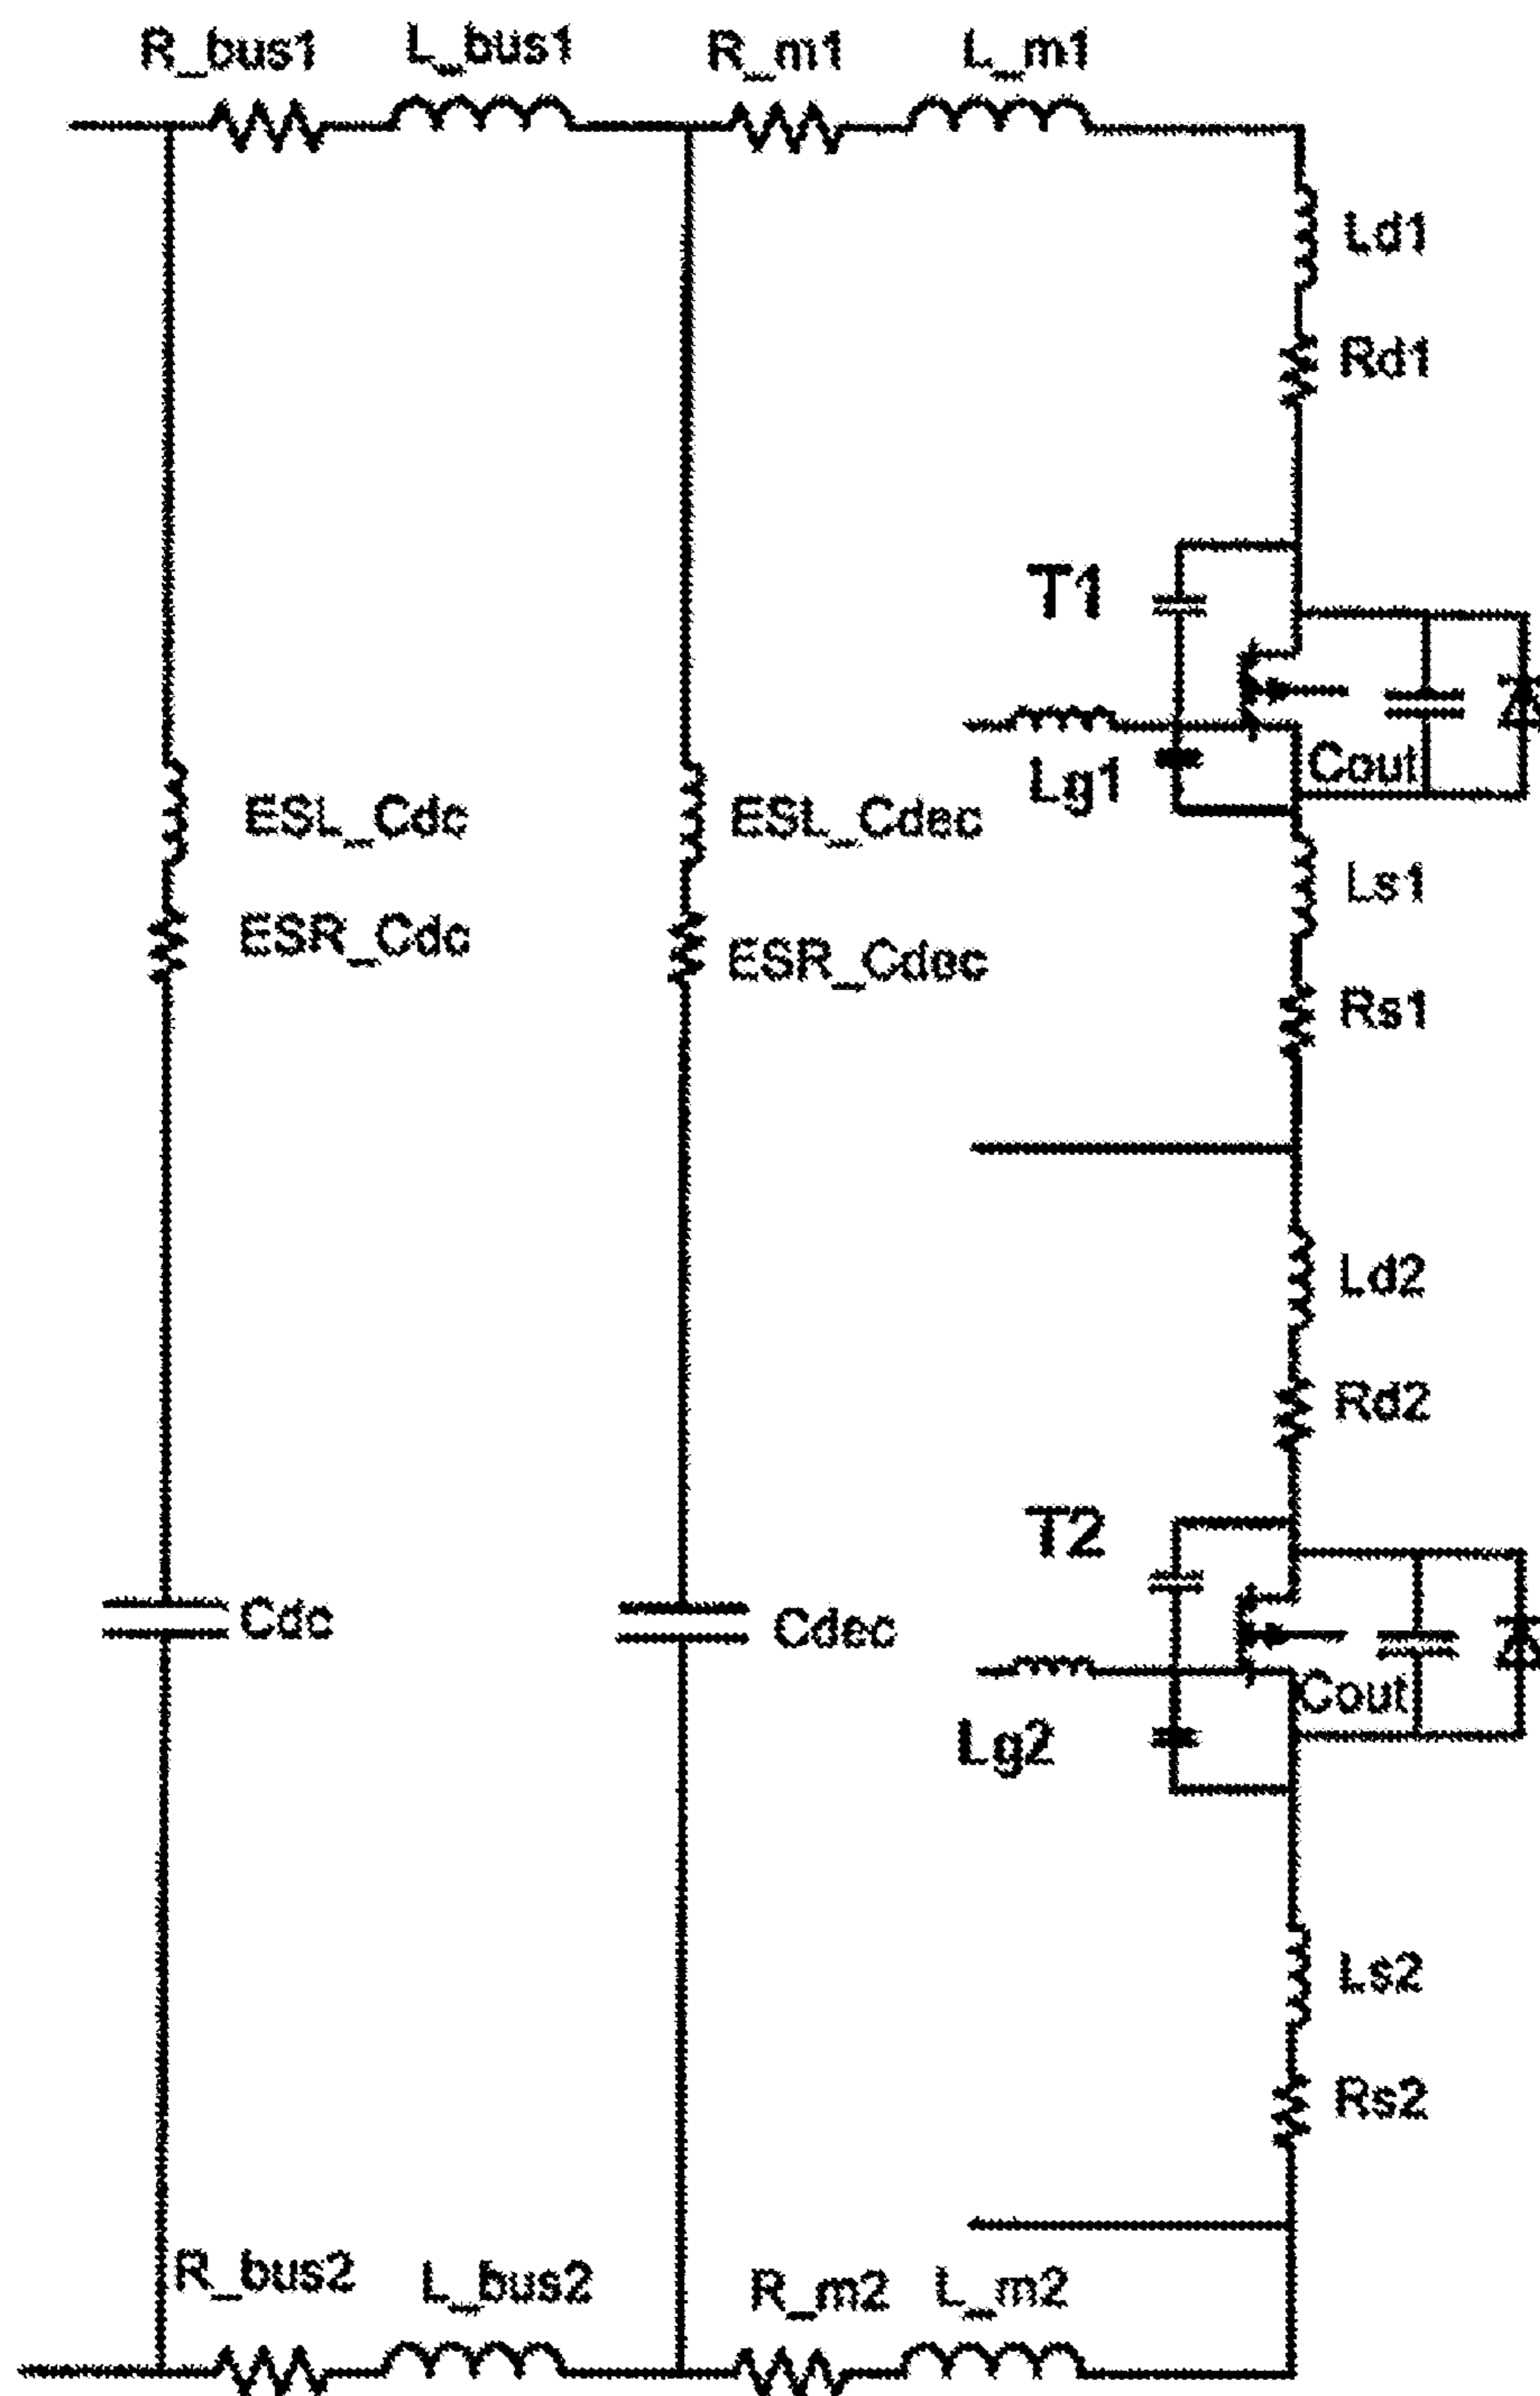 R_bus1 L_bus1 R_m1 L_m1
Ld1
Rd1
T1
Lg1
Cout
ESL_Cdc
ESL_Cdec
Ls1
ESR_Cdc
ESR_Cdec
Rs1
Ld2
Rd2
T2
Cdc
Cdec
Cout
Lg2
Ls2
Rs2
R_bus2 L_bus2 R_m2 L_m2